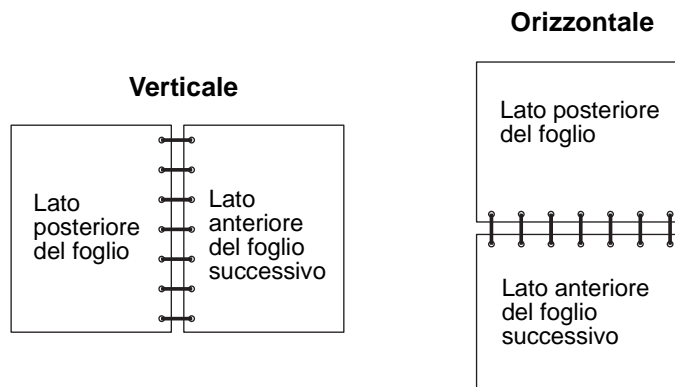 Verticale
Lato
posteriore
del foglio
Lato
anteriore
del foglio
successivo
Orizzontale
Lato posteriore
del foglio
Lato anteriore
del foglio
successivo